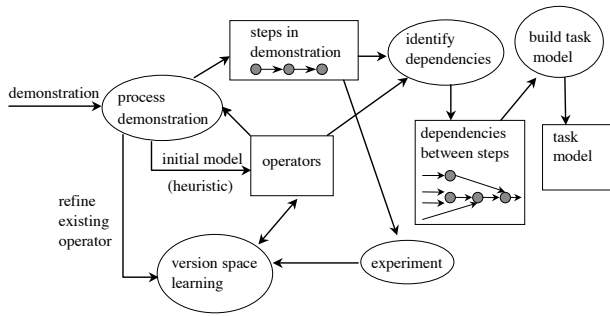 steps in
demonstration
identify
dependencies
build task
model
demonstration
process
demonstration
initial model
(heuristic)
operators
dependencies
between steps
task
model
refine
existing
operator
version space
learning
experiment